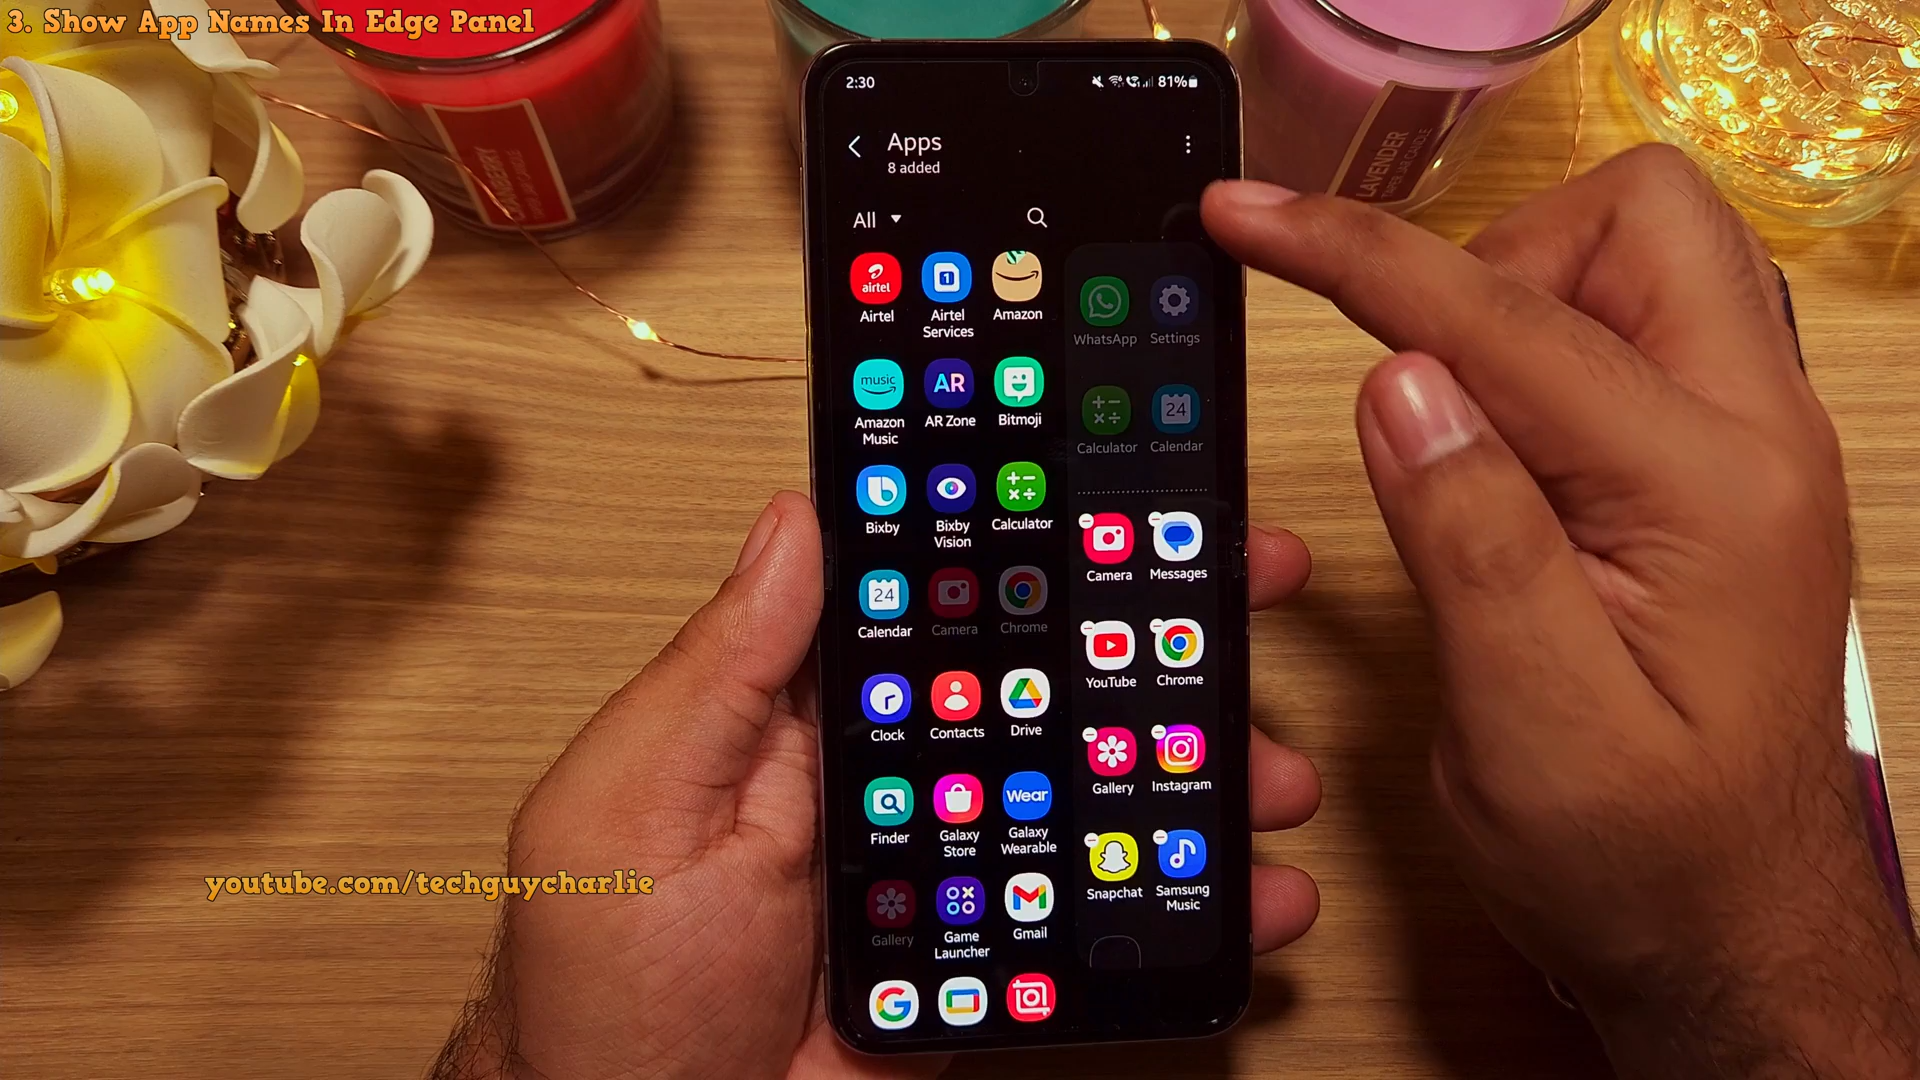 3. Show App Names In Edge Panel
LAVENDER
2:30
81%
Apps
8 added
All
airtel
1
Airtel
Airtel Services
Amazon
WhatsApp
Settings
music
AR
24
Amazon Music
AR Zone
Bitmoji
Calculator
Calendar
Bixby
Bixby Vision
Calculator
Camera
Messages
24
Calendar
Camera
Chrome
YouTube
Chrome
Clock
Contacts
Drive
Gallery
Instagram
Wear
Finder
Galaxy Store
Galaxy Wearable
Snapchat
Samsung Music
Gallery
Game Launcher
Gmail
youtube.com/techguycharlie